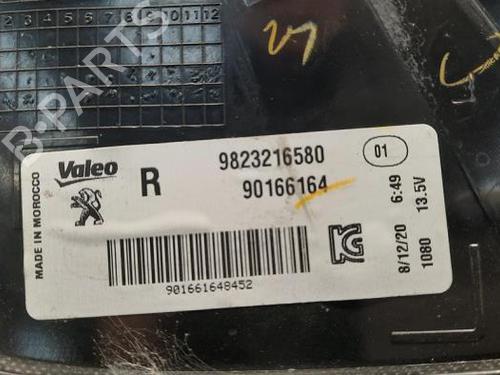 1 2 3 4 5 6 7 8 9 10 11 12
B-PARTS
Valeo
R
9823216580
90166164
01
MADE IN MOROCCO
901661648452
8/12/20 6:49
1080 13.5V